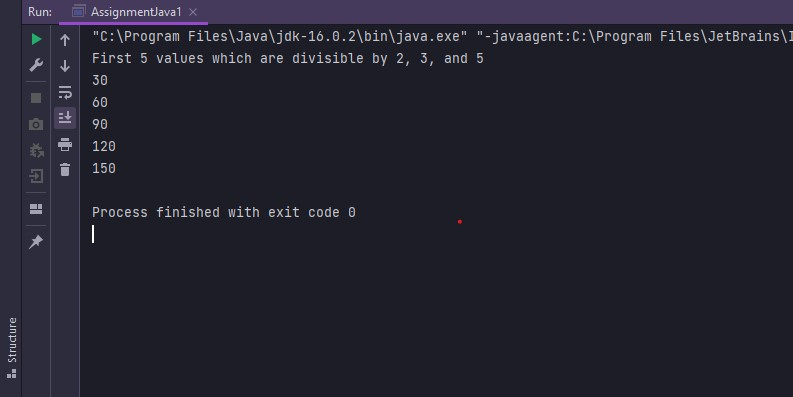 Run: AssignmentJava1
"C:\Program Files\Java\jdk-16.0.2\bin\java.exe" "-javaagent:C:\Program Files\JetBrains\I
First 5 values which are divisible by 2, 3, and 5
30
60
90
120
150
Process finished with exit code 0
Structure